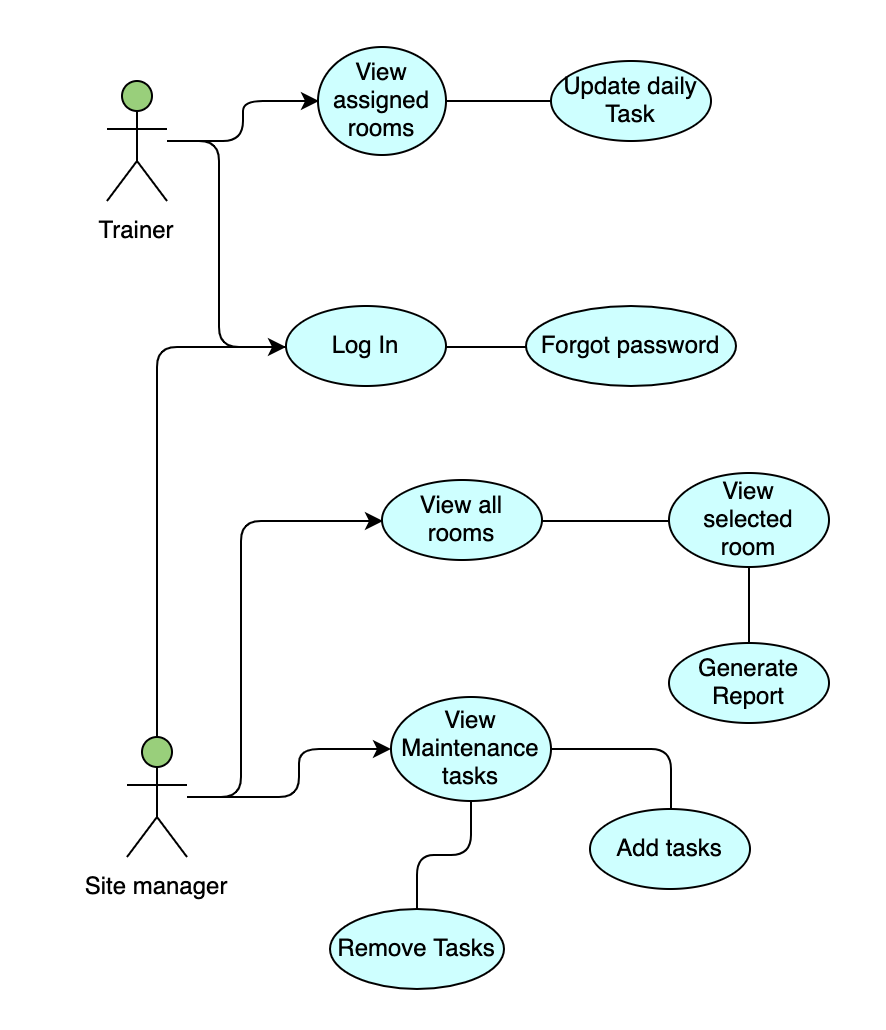 View
assigned
rooms
Update daily
Task
Trainer
Log In
Forgot password
View all
rooms
View
selected
room
Generate
Report
View
Maintenance
tasks
Add tasks
Site manager
Remove Tasks